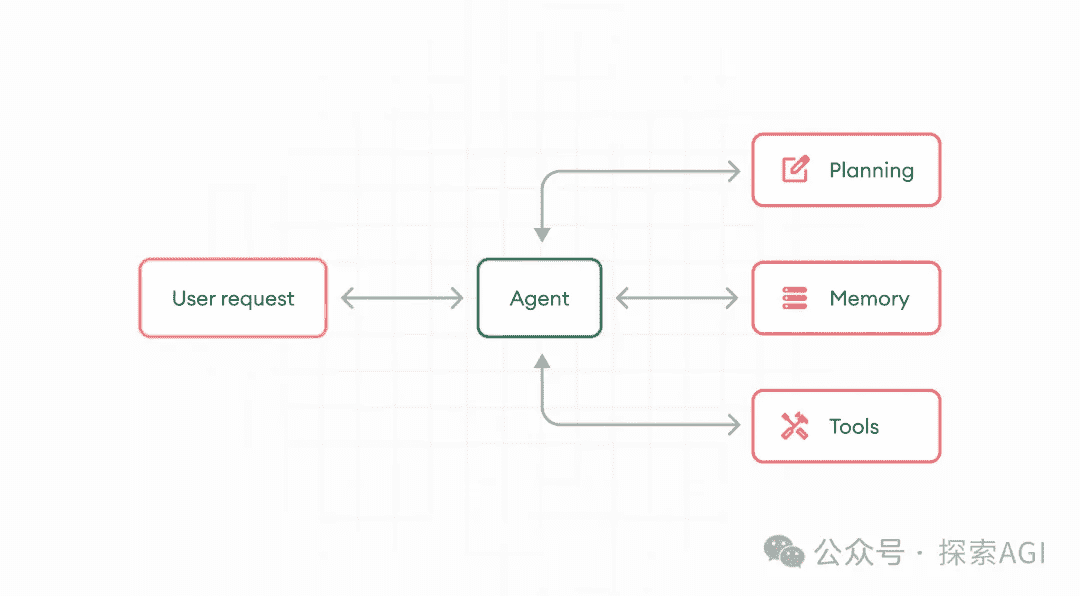 Planning
User request
Agent
Memory
Tools
公众号 · 探索AGI